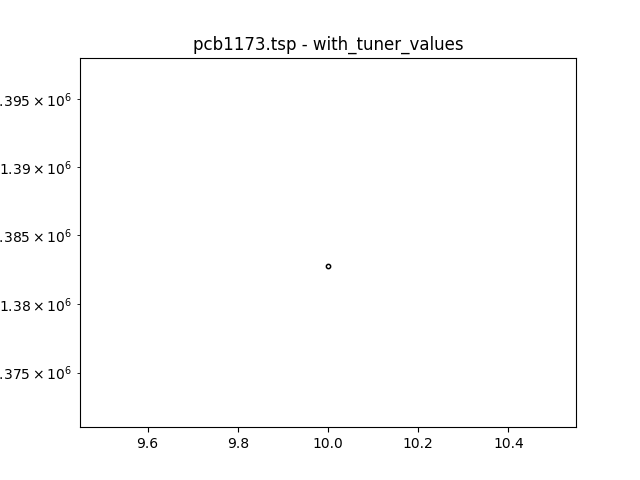 pcb1173.tsp - with_tuner_values
.395 × 10⁶
1.39 × 10⁶
.385 × 10⁶
1.38 × 10⁶
.375 × 10⁶
9.6 9.8 10.0 10.2 10.4